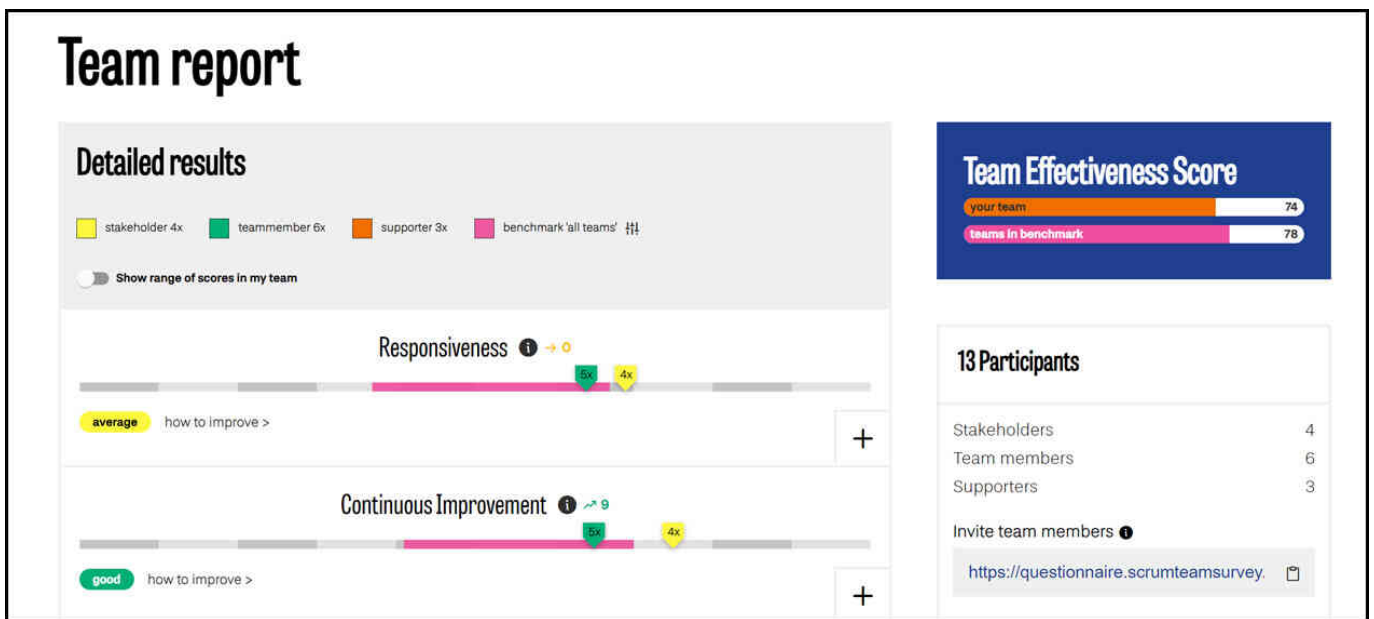 Team report
Detailed results
stakeholder 4x teammember 6x supporter 3x benchmark 'all teams'
Show range of scores in my team
Responsiveness i → 0
5x 4x
average how to improve >
+
Continuous Improvement i 9
5x 4x
good how to improve >
+
Team Effectiveness Score
your team 74
teams in benchmark 78
13 Participants
Stakeholders 4
Team members 6
Supporters 3
Invite team members i
https://questionnaire.scrumteamsurvey.